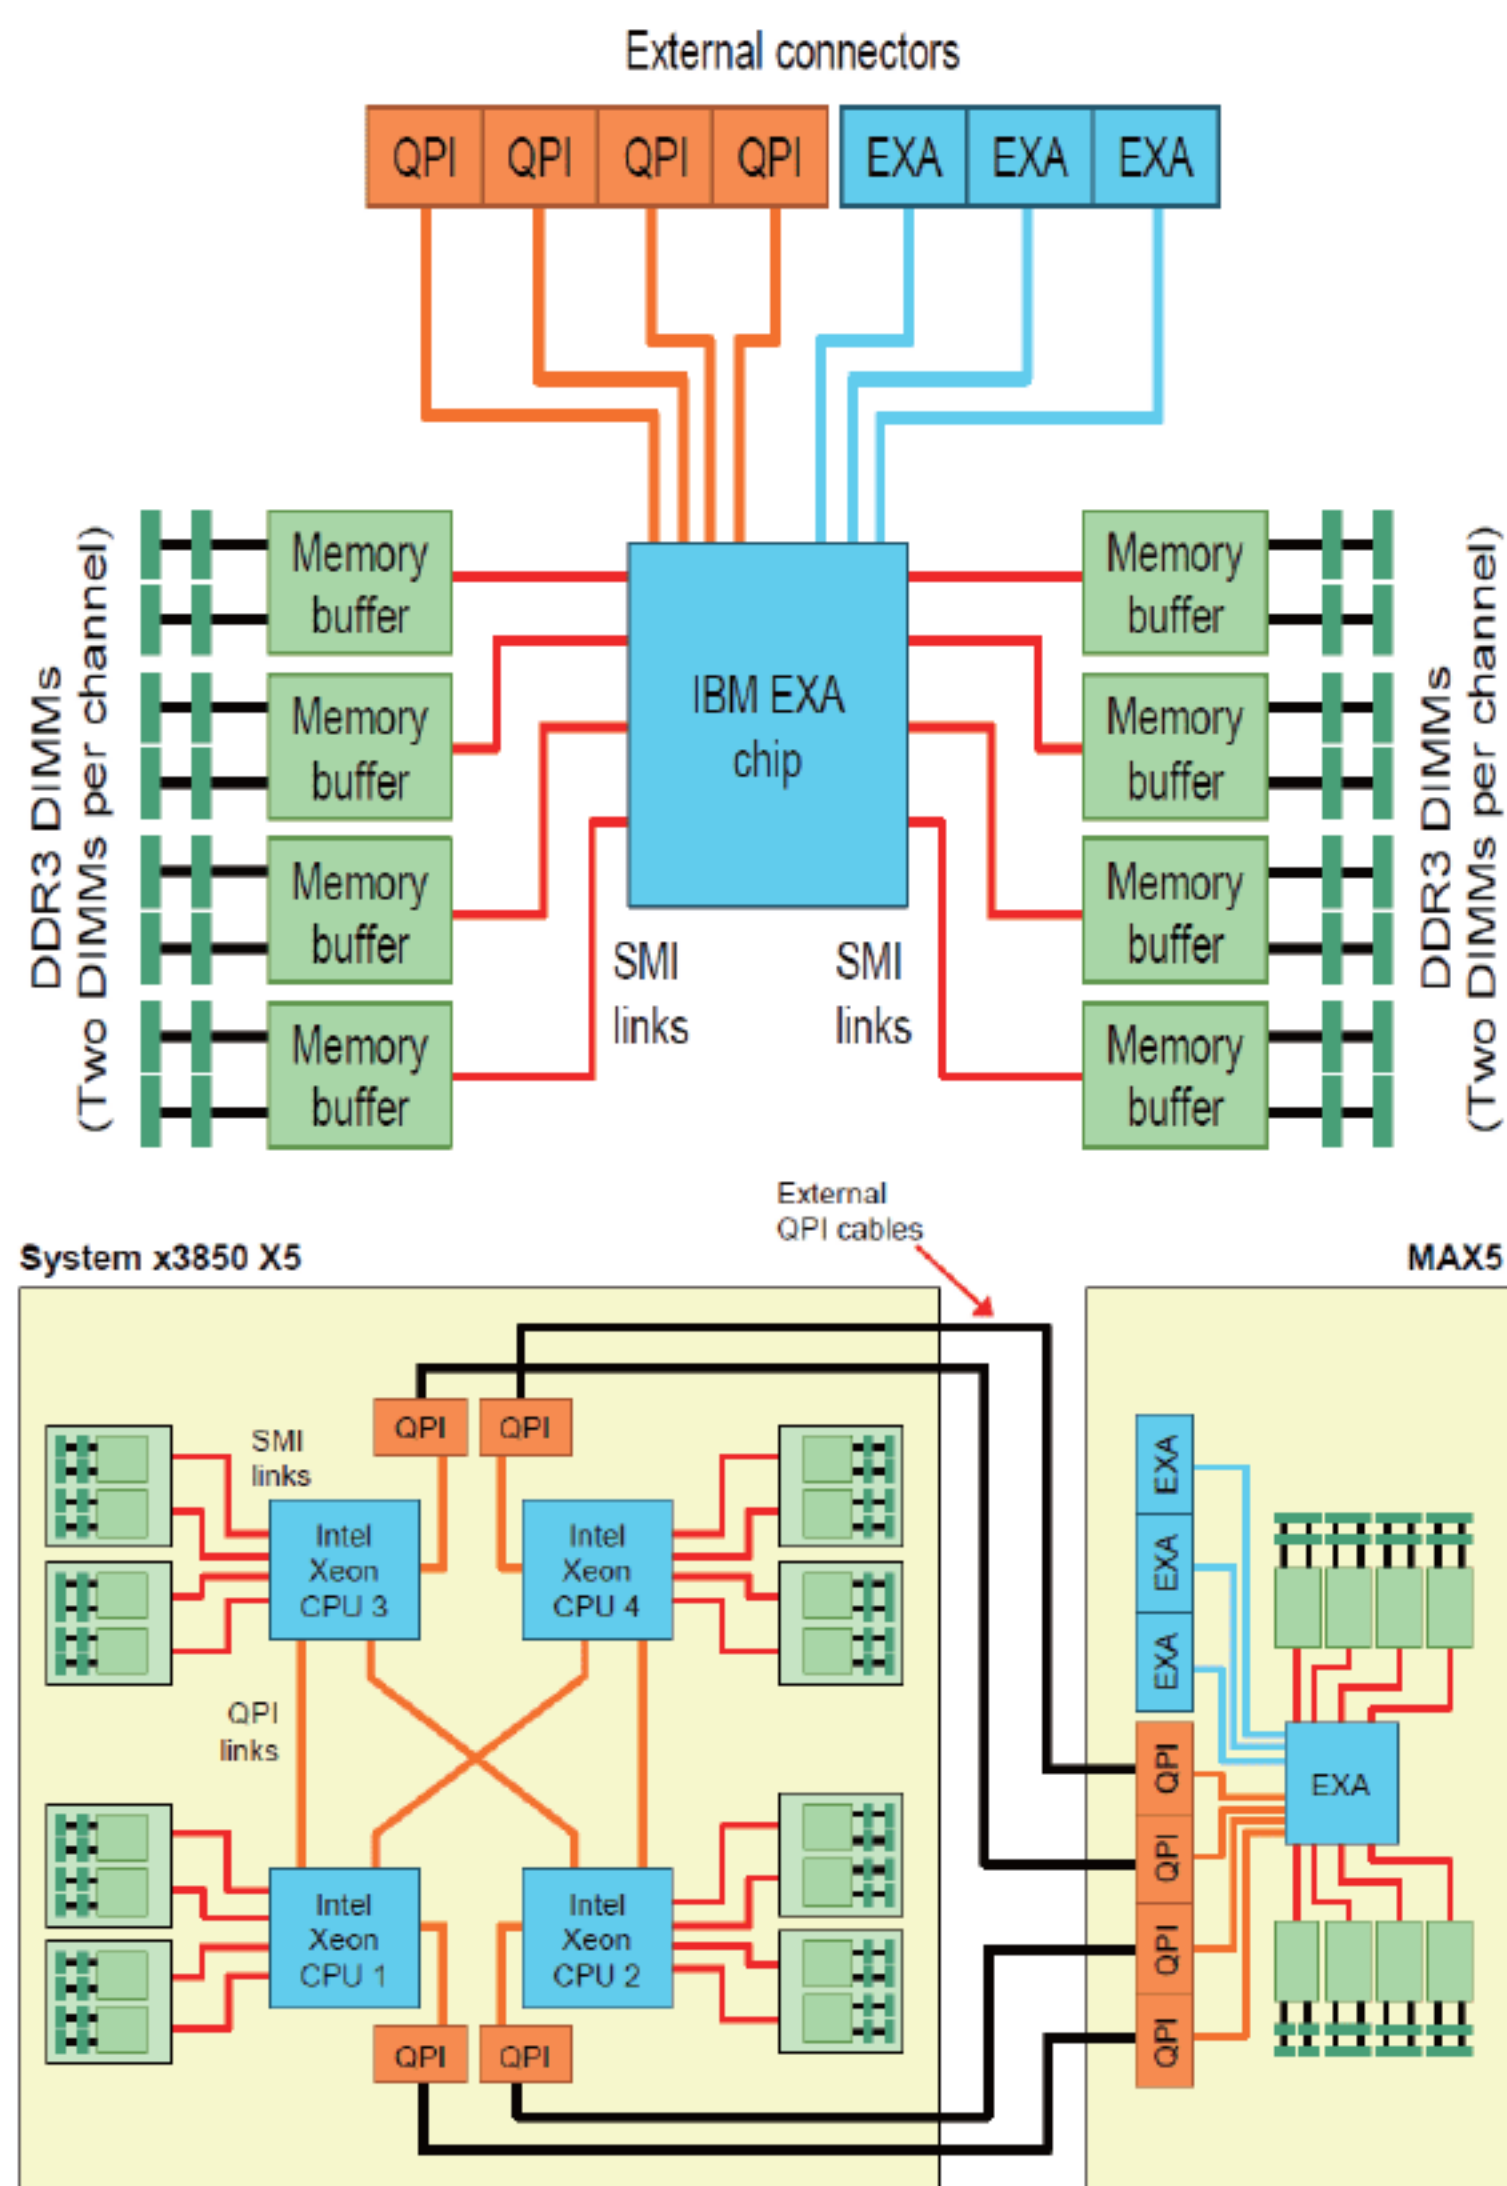 External connectors
QPI QPI QPI QPI EXA EXA EXA
Memory
buffer
Memory
buffer
Memory
buffer
Memory
buffer
DDR3 DIMMs
(Two DIMMs per channel)
IBM EXA
chip
SMI
links
SMI
links
Memory
buffer
Memory
buffer
Memory
buffer
Memory
buffer
DDR3 DIMMs
(Two DIMMs per channel)
External
QPI cables
System x3850 X5
MAX5
QPI QPI
SMI
links
Intel
Xeon
CPU 3
Intel
Xeon
CPU 4
QPI
links
Intel
Xeon
CPU 1
Intel
Xeon
CPU 2
QPI QPI
EXA
EXA
EXA
QPI
QPI
QPI
QPI
EXA